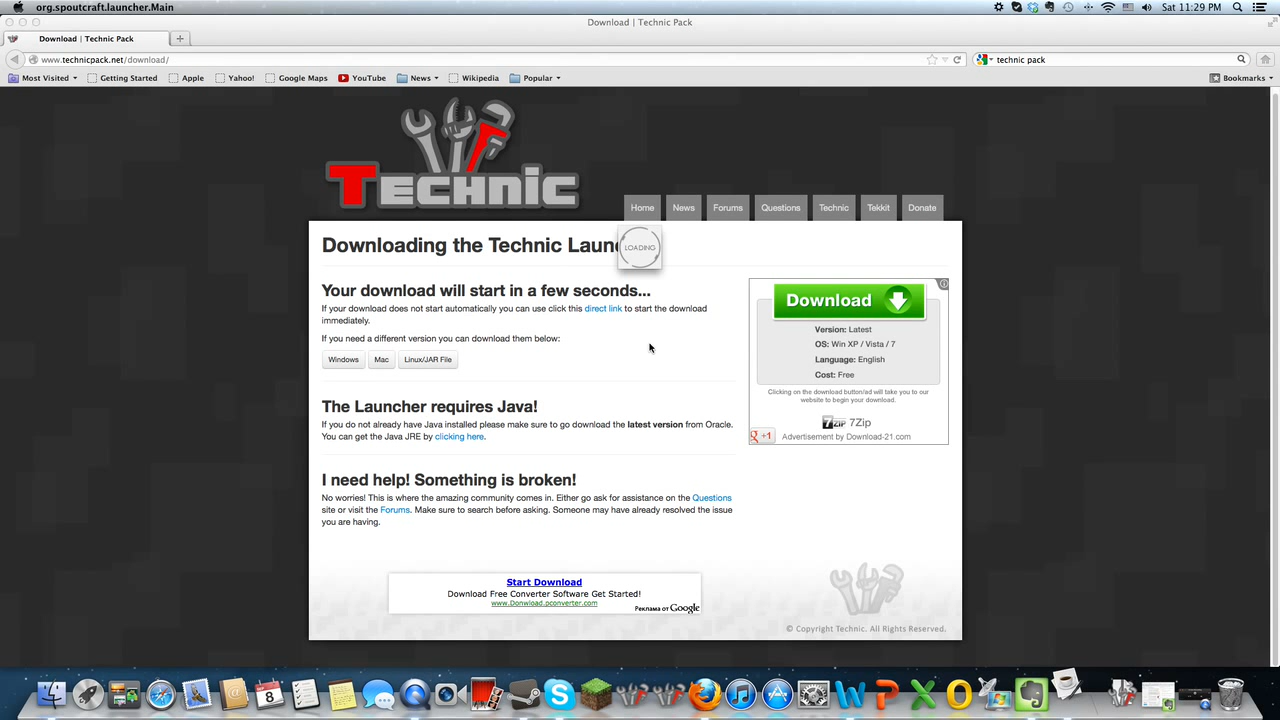 org.spoutcraft.launcher.Main
Sat 11:29 PM
Download | Technic Pack
Download | Technic Pack
www.technicpack.net/download/
technic pack
Most Visited
Getting Started
Apple
Yahoo!
Google Maps
YouTube
News
Wikipedia
Popular
Bookmarks
TECHNIC
Home
News
Forums
Questions
Technic
Tekkit
Donate
Downloading the Technic Laun
LOADING
Your download will start in a few seconds...
If your download does not start automatically you can use click this direct link to start the download
immediately.
If you need a different version you can download them below:
Windows
Mac
Linux/JAR File
The Launcher requires Java!
If you do not already have Java installed please make sure to go download the latest version from Oracle.
You can get the Java JRE by clicking here.
I need help! Something is broken!
No worries! This is where the amazing community comes in. Either go ask for assistance on the Questions
site or visit the Forums. Make sure to search before asking. Someone may have already resolved the issue
you are having.
Download
Version: Latest
OS: Win XP / Vista / 7
Language: English
Cost: Free
Clicking on the download button/ad will take you to our
website to begin your download.
7ZIP 7Zip
g +1
Advertisement by Download-21.com
Start Download
Download Free Converter Software Get Started!
www.Donwload.pconverter.com
Реклама от Google
© Copyright Technic. All Rights Reserved.